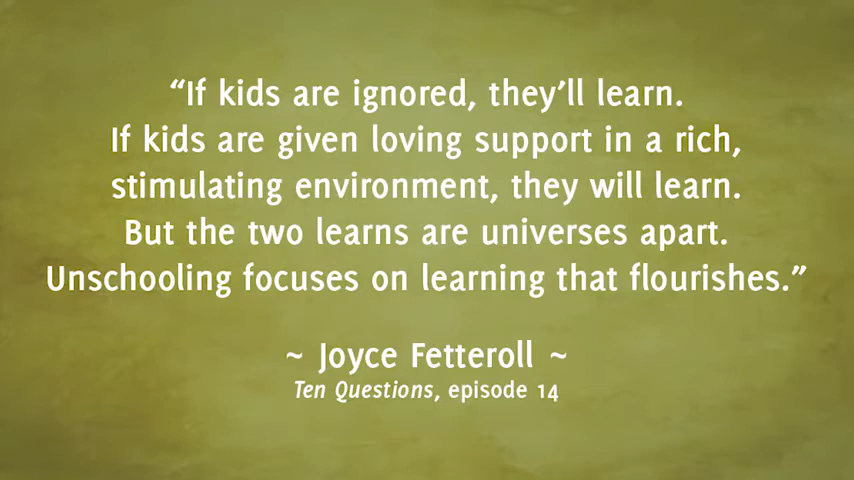 “If kids are ignored, they’ll learn.
If kids are given loving support in a rich,
stimulating environment, they will learn.
But the two learns are universes apart.
Unschooling focuses on learning that flourishes.”
~ Joyce Fetteroll ~
Ten Questions, episode 14